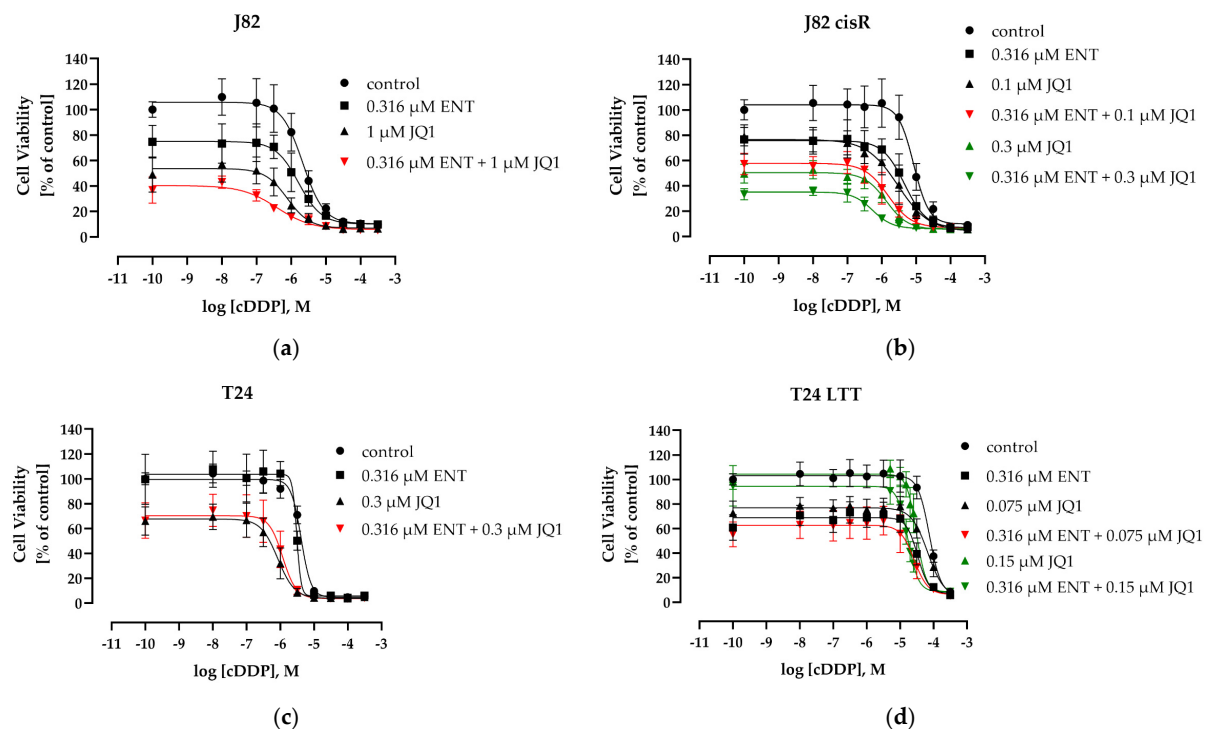 J82
Cell Viability
[% of control]
140
120
100
80
60
40
20
0
-11 -10 -9 -8 -7 -6 -5 -4 -3
log [cDDP], M
control
0.316 µM ENT
1 µM JQ1
0.316 µM ENT + 1 µM JQ1
(a)
J82 cisR
Cell Viability
[% of control]
140
120
100
80
60
40
20
0
-11 -10 -9 -8 -7 -6 -5 -4 -3
log [cDDP], M
control
0.316 µM ENT
0.1 µM JQ1
0.316 µM ENT + 0.1 µM JQ1
0.3 µM JQ1
0.316 µM ENT + 0.3 µM JQ1
(b)
T24
Cell Viability
[% of control]
140
120
100
80
60
40
20
0
-11 -10 -9 -8 -7 -6 -5 -4 -3
log [cDDP], M
control
0.316 µM ENT
0.3 µM JQ1
0.316 µM ENT + 0.3 µM JQ1
(c)
T24 LTT
Cell Viability
[% of control]
140
120
100
80
60
40
20
0
-11 -10 -9 -8 -7 -6 -5 -4 -3
log [cDDP], M
control
0.316 µM ENT
0.075 µM JQ1
0.316 µM ENT + 0.075 µM JQ1
0.15 µM JQ1
0.316 µM ENT + 0.15 µM JQ1
(d)